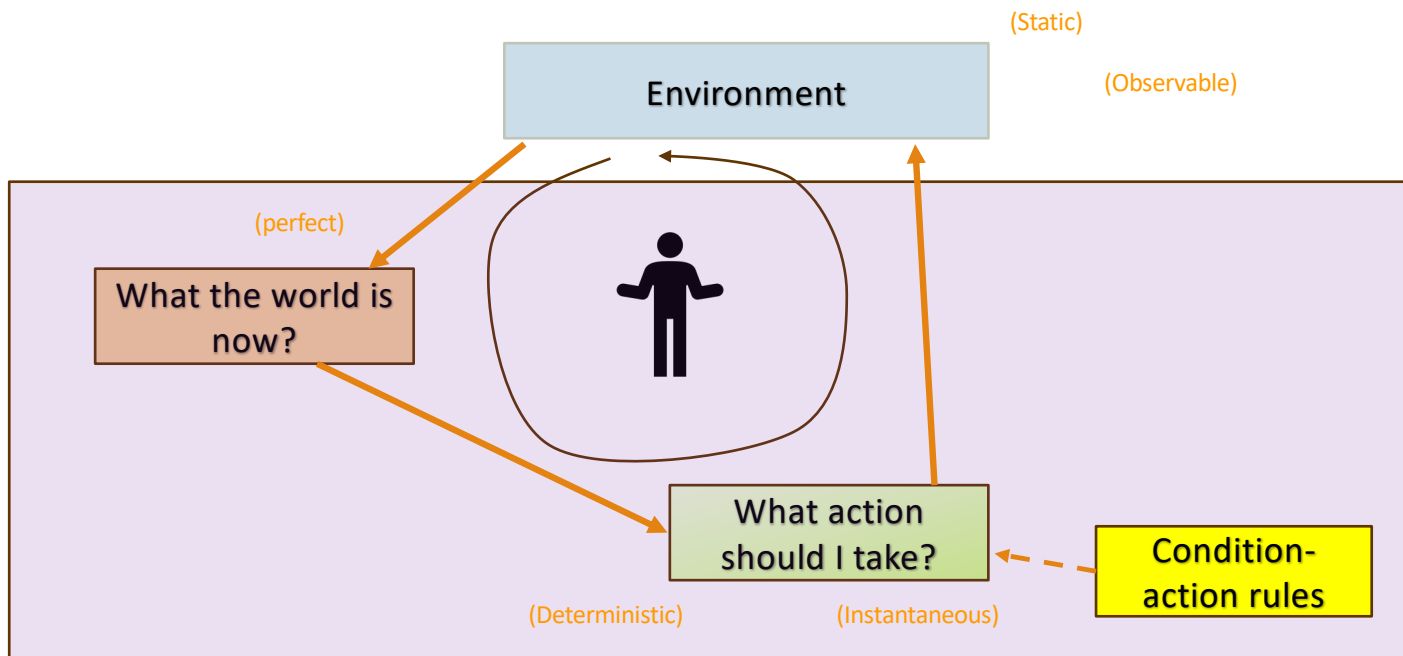 (Static)
Environment
(Observable)
(perfect)
What the world is
now?
What action
should I take?
Condition-
action rules
(Deterministic)
(Instantaneous)